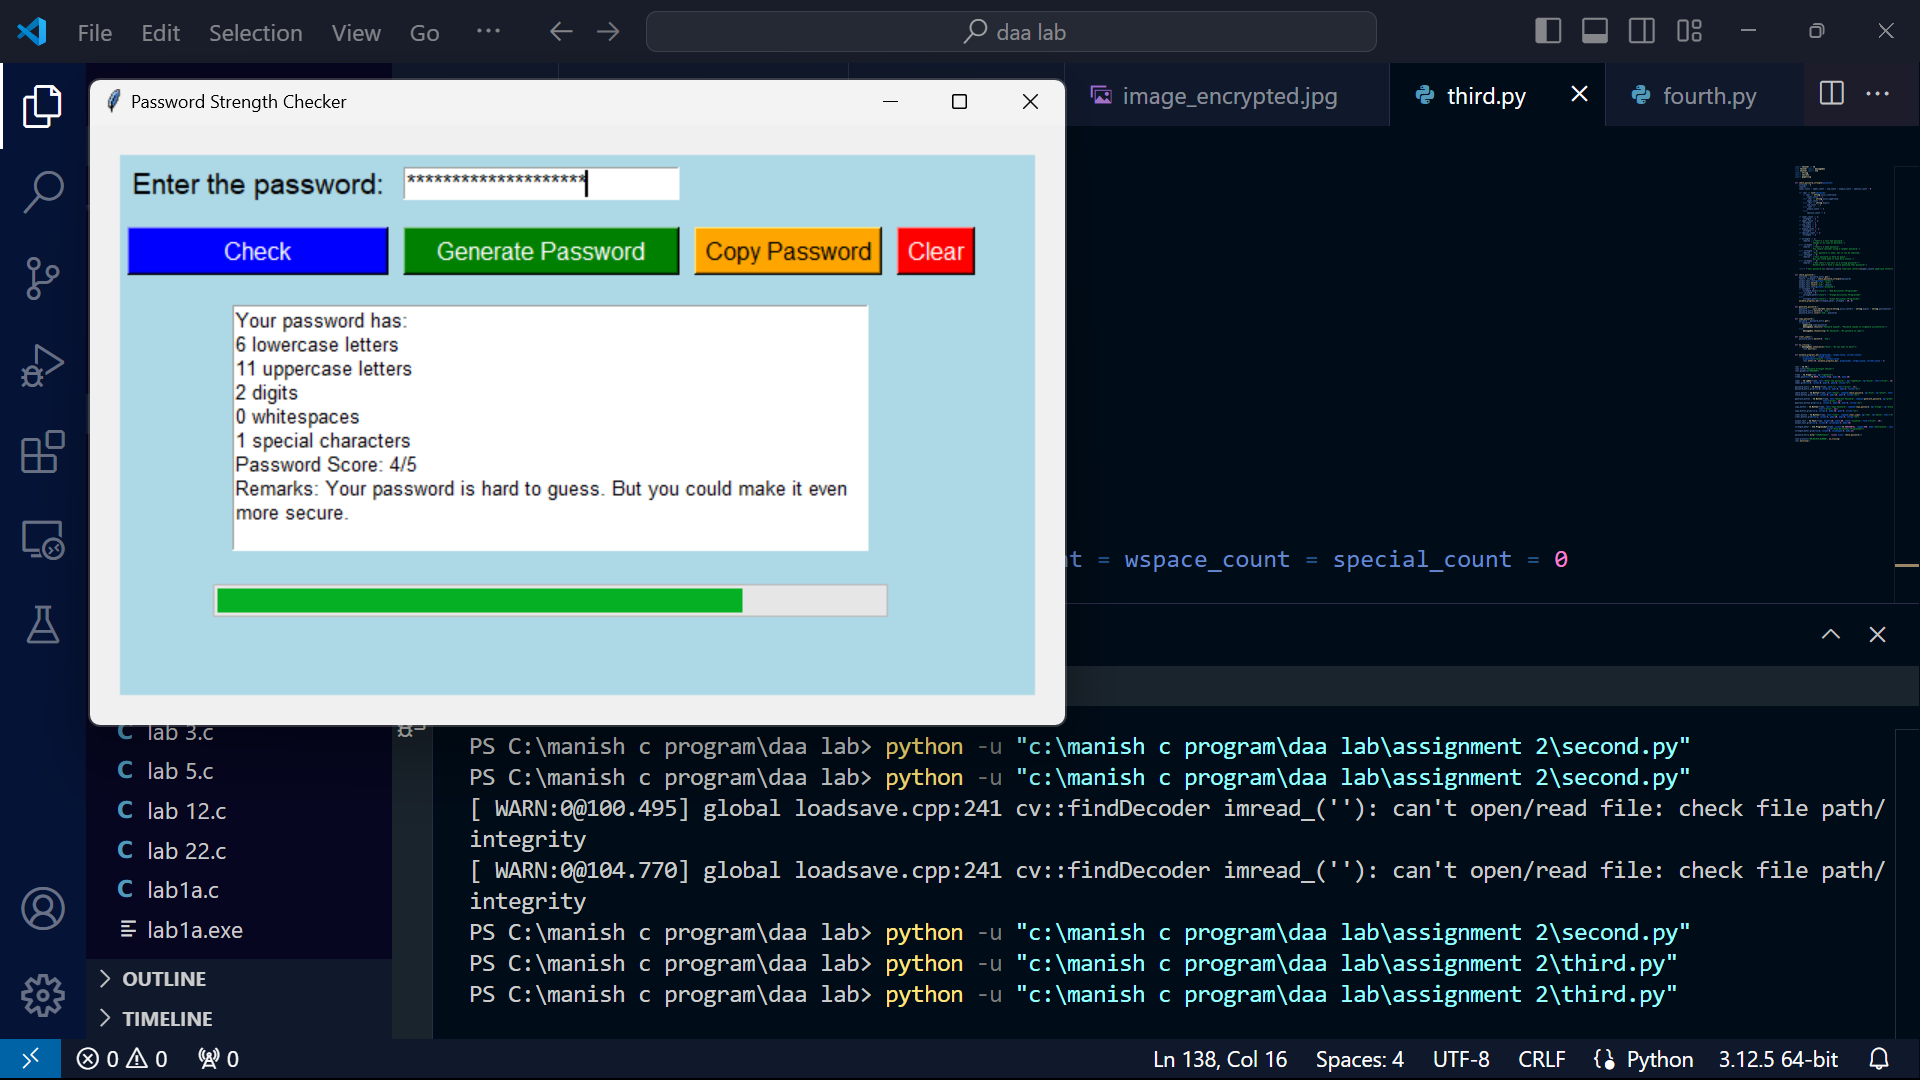 File Edit Selection View Go ... daa lab
Password Strength Checker
image_encrypted.jpg third.py fourth.py
Enter the password: ********************
Check Generate Password Copy Password Clear
Your password has:
6 lowercase letters
11 uppercase letters
2 digits
0 whitespaces
1 special characters
Password Score: 4/5
Remarks: Your password is hard to guess. But you could make it even
more secure.
= wspace_count = special_count = 0
C lab 3.c
C lab 5.c
C lab 12.c
C lab 22.c
C lab1a.c
lab1a.exe
OUTLINE
TIMELINE
PS C:\manish c program\daa lab> python -u "c:\manish c program\daa lab\assignment 2\second.py"
PS C:\manish c program\daa lab> python -u "c:\manish c program\daa lab\assignment 2\second.py"
[ WARN:0@100.495] global loadsave.cpp:241 cv::findDecoder imread_(''): can't open/read file: check file path/
integrity
[ WARN:0@104.770] global loadsave.cpp:241 cv::findDecoder imread_(''): can't open/read file: check file path/
integrity
PS C:\manish c program\daa lab> python -u "c:\manish c program\daa lab\assignment 2\second.py"
PS C:\manish c program\daa lab> python -u "c:\manish c program\daa lab\assignment 2\third.py"
PS C:\manish c program\daa lab> python -u "c:\manish c program\daa lab\assignment 2\third.py"
0 0 0 Ln 138, Col 16 Spaces: 4 UTF-8 CRLF Python 3.12.5 64-bit